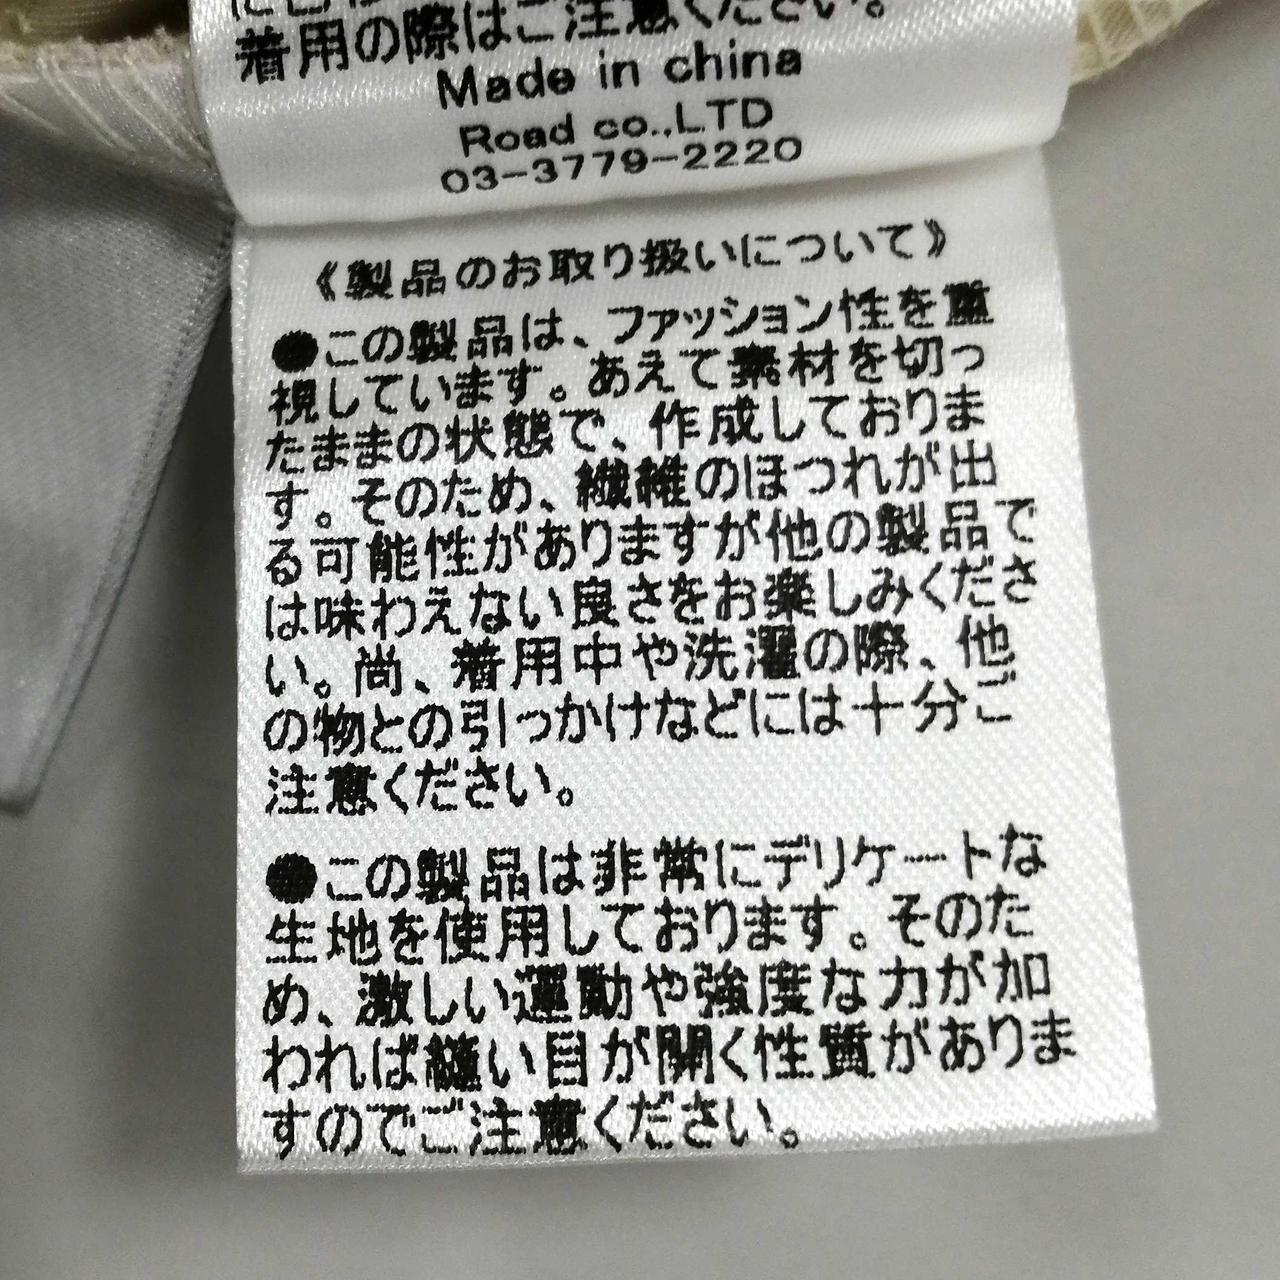 着用の際はご注意ください。
Made in china
Road co.,LTD
03-3779-2220
《製品のお取り扱いについて》
●この製品は、ファッション性を重
視しています。あえて素材を切っ
たままの状態で、作成しておりま
す。そのため、繊維のほつれが出
る可能性がありますが他の製品で
は味わえない良さをお楽しみくださ
い。尚、着用中や洗濯の際、他
の物との引っかけなどには十分ご
注意ください。
●この製品は非常にデリケートな
生地を使用しております。そのた
め、激しい運動や強度な力が加
われば縫い目が開く性質がありま
すのでご注意ください。